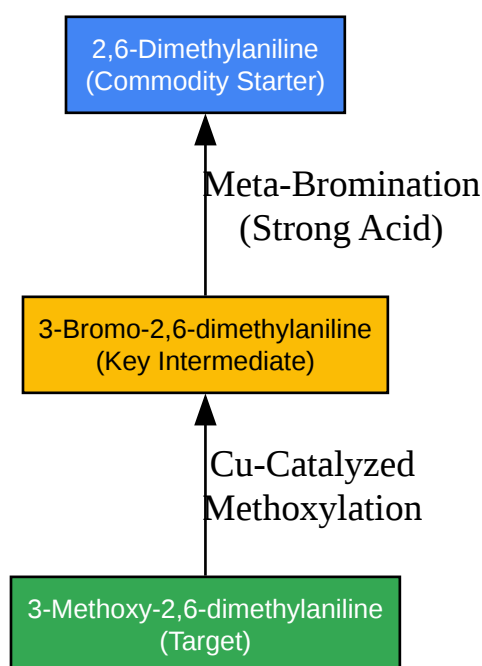 2,6-Dimethylaniline
(Commodity Starter)
Meta-Bromination
(Strong Acid)
3-Bromo-2,6-dimethylaniline
(Key Intermediate)
Cu-Catalyzed
Methoxylation
3-Methoxy-2,6-dimethylaniline
(Target)